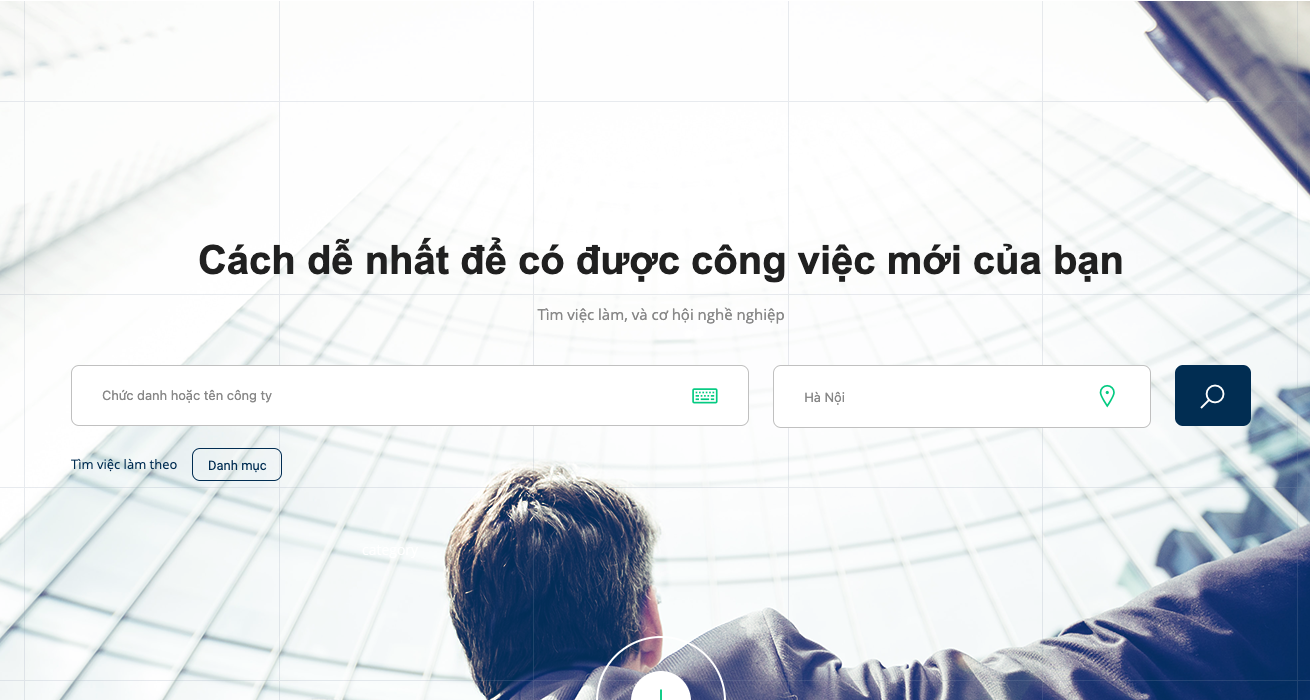 Cách dễ nhất để có được công việc mới của bạn
Tìm việc làm, và cơ hội nghề nghiệp
Chức danh hoặc tên công ty
Hà Nội
Tìm việc làm theo
Danh mục